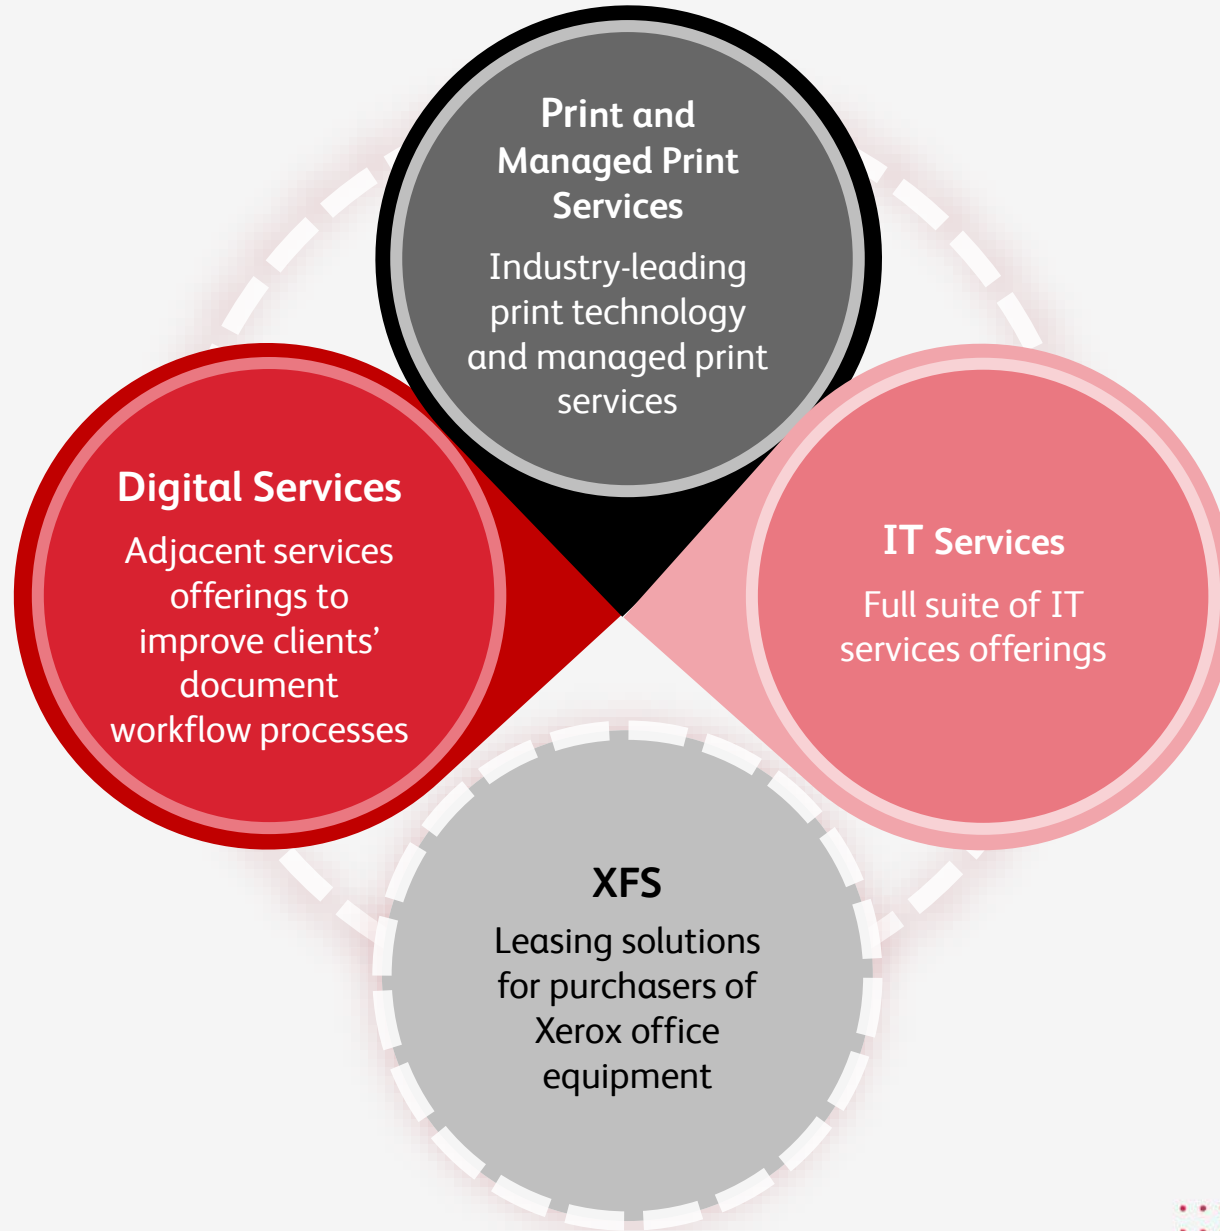 Print and
Managed Print
Services
Industry-leading
print technology
and managed print
services
Digital Services
Adjacent services
offerings to
improve clients’
document
workflow processes
IT Services
Full suite of IT
services offerings
XFS
Leasing solutions
for purchasers of
Xerox office
equipment